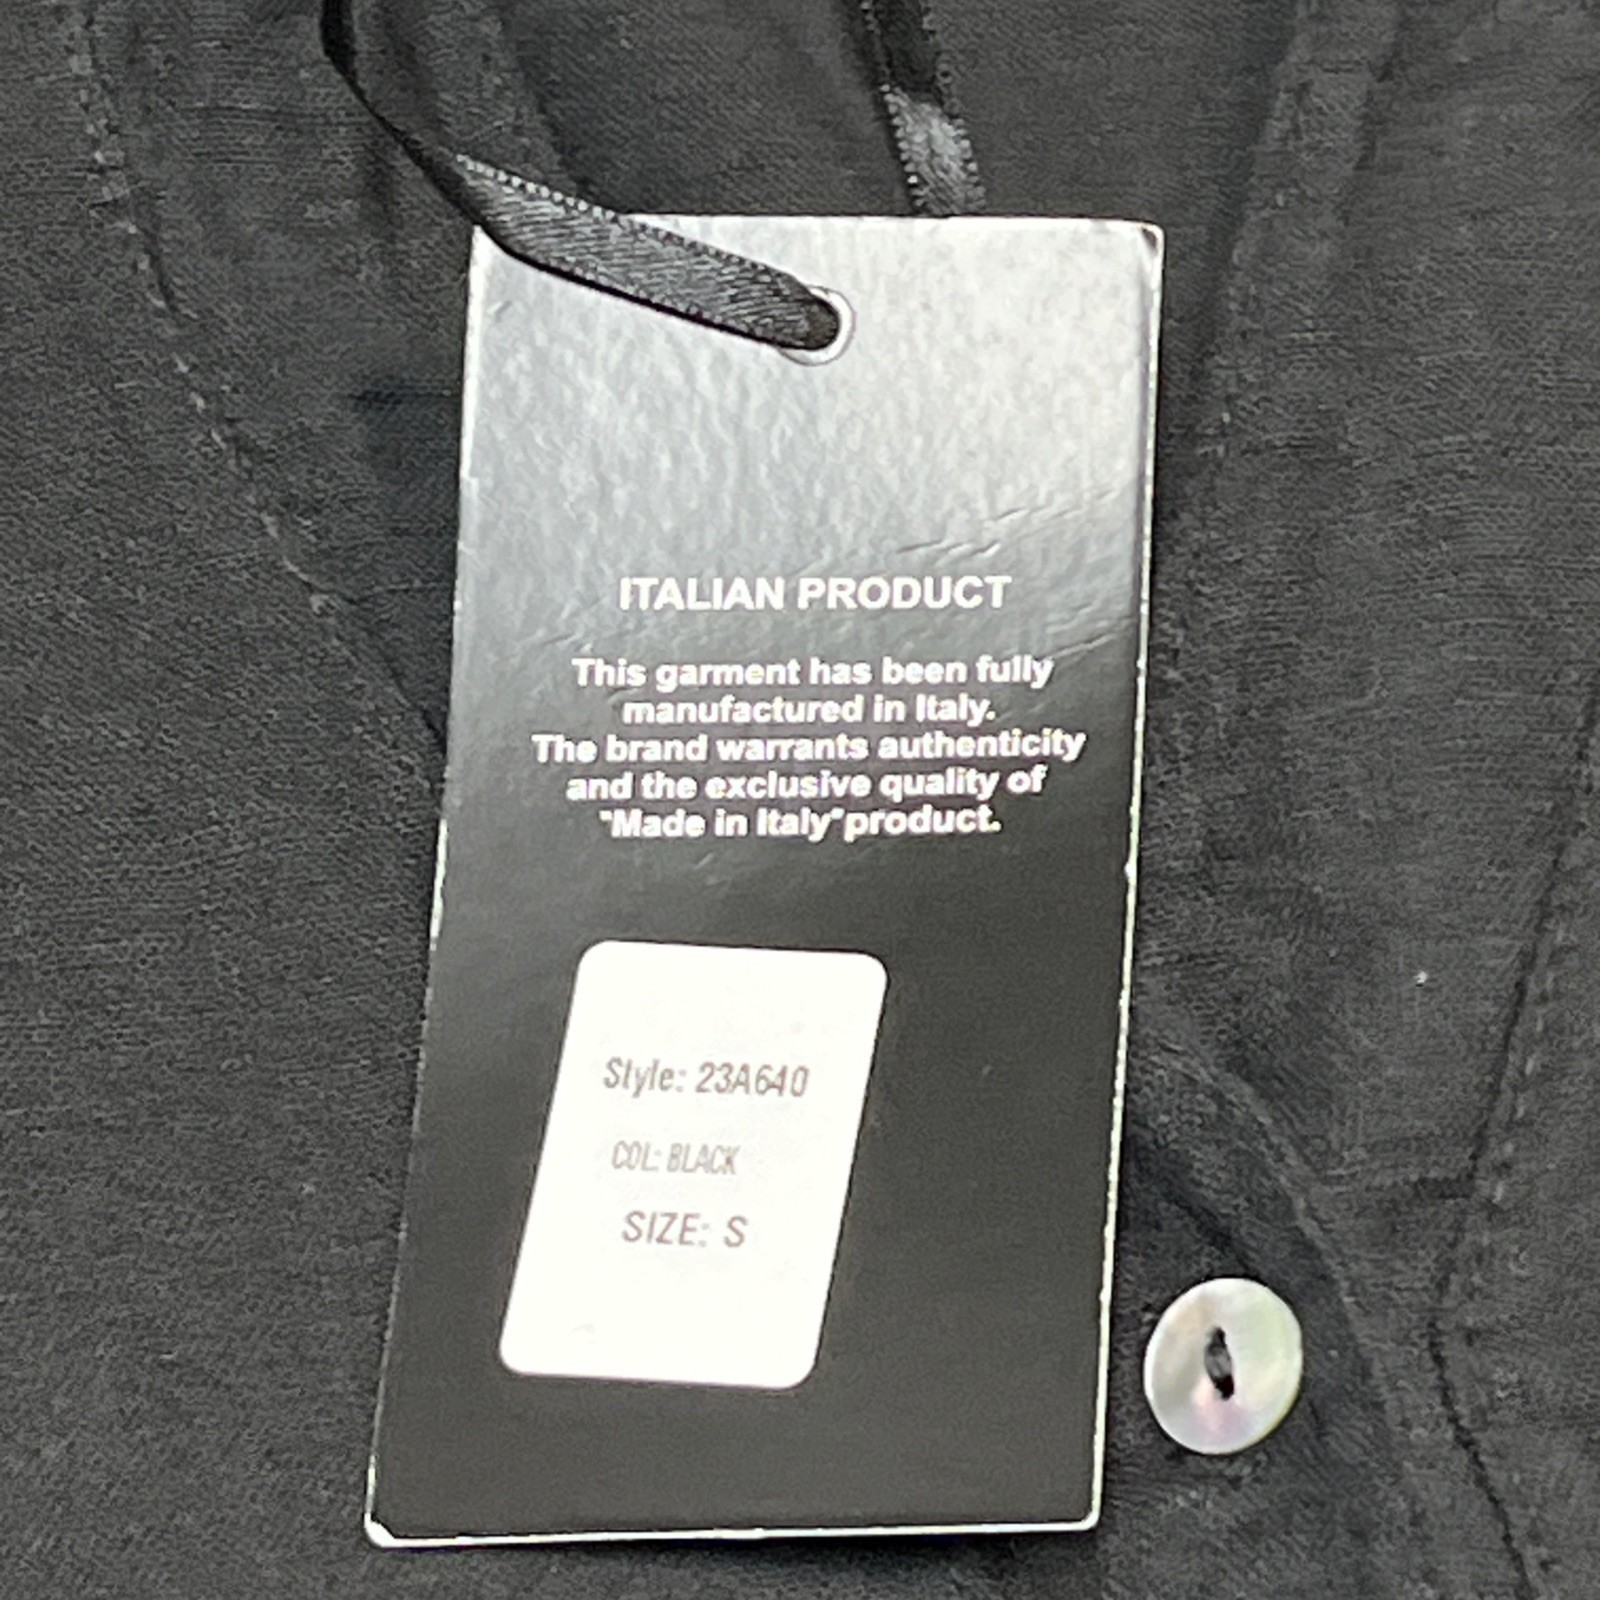 ITALIAN PRODUCT
This garment has been fully
manufactured in Italy.
The brand warrants authenticity
and the exclusive quality of
"Made in Italy"product.
Style: 23A640
COL: BLACK
SIZE: S